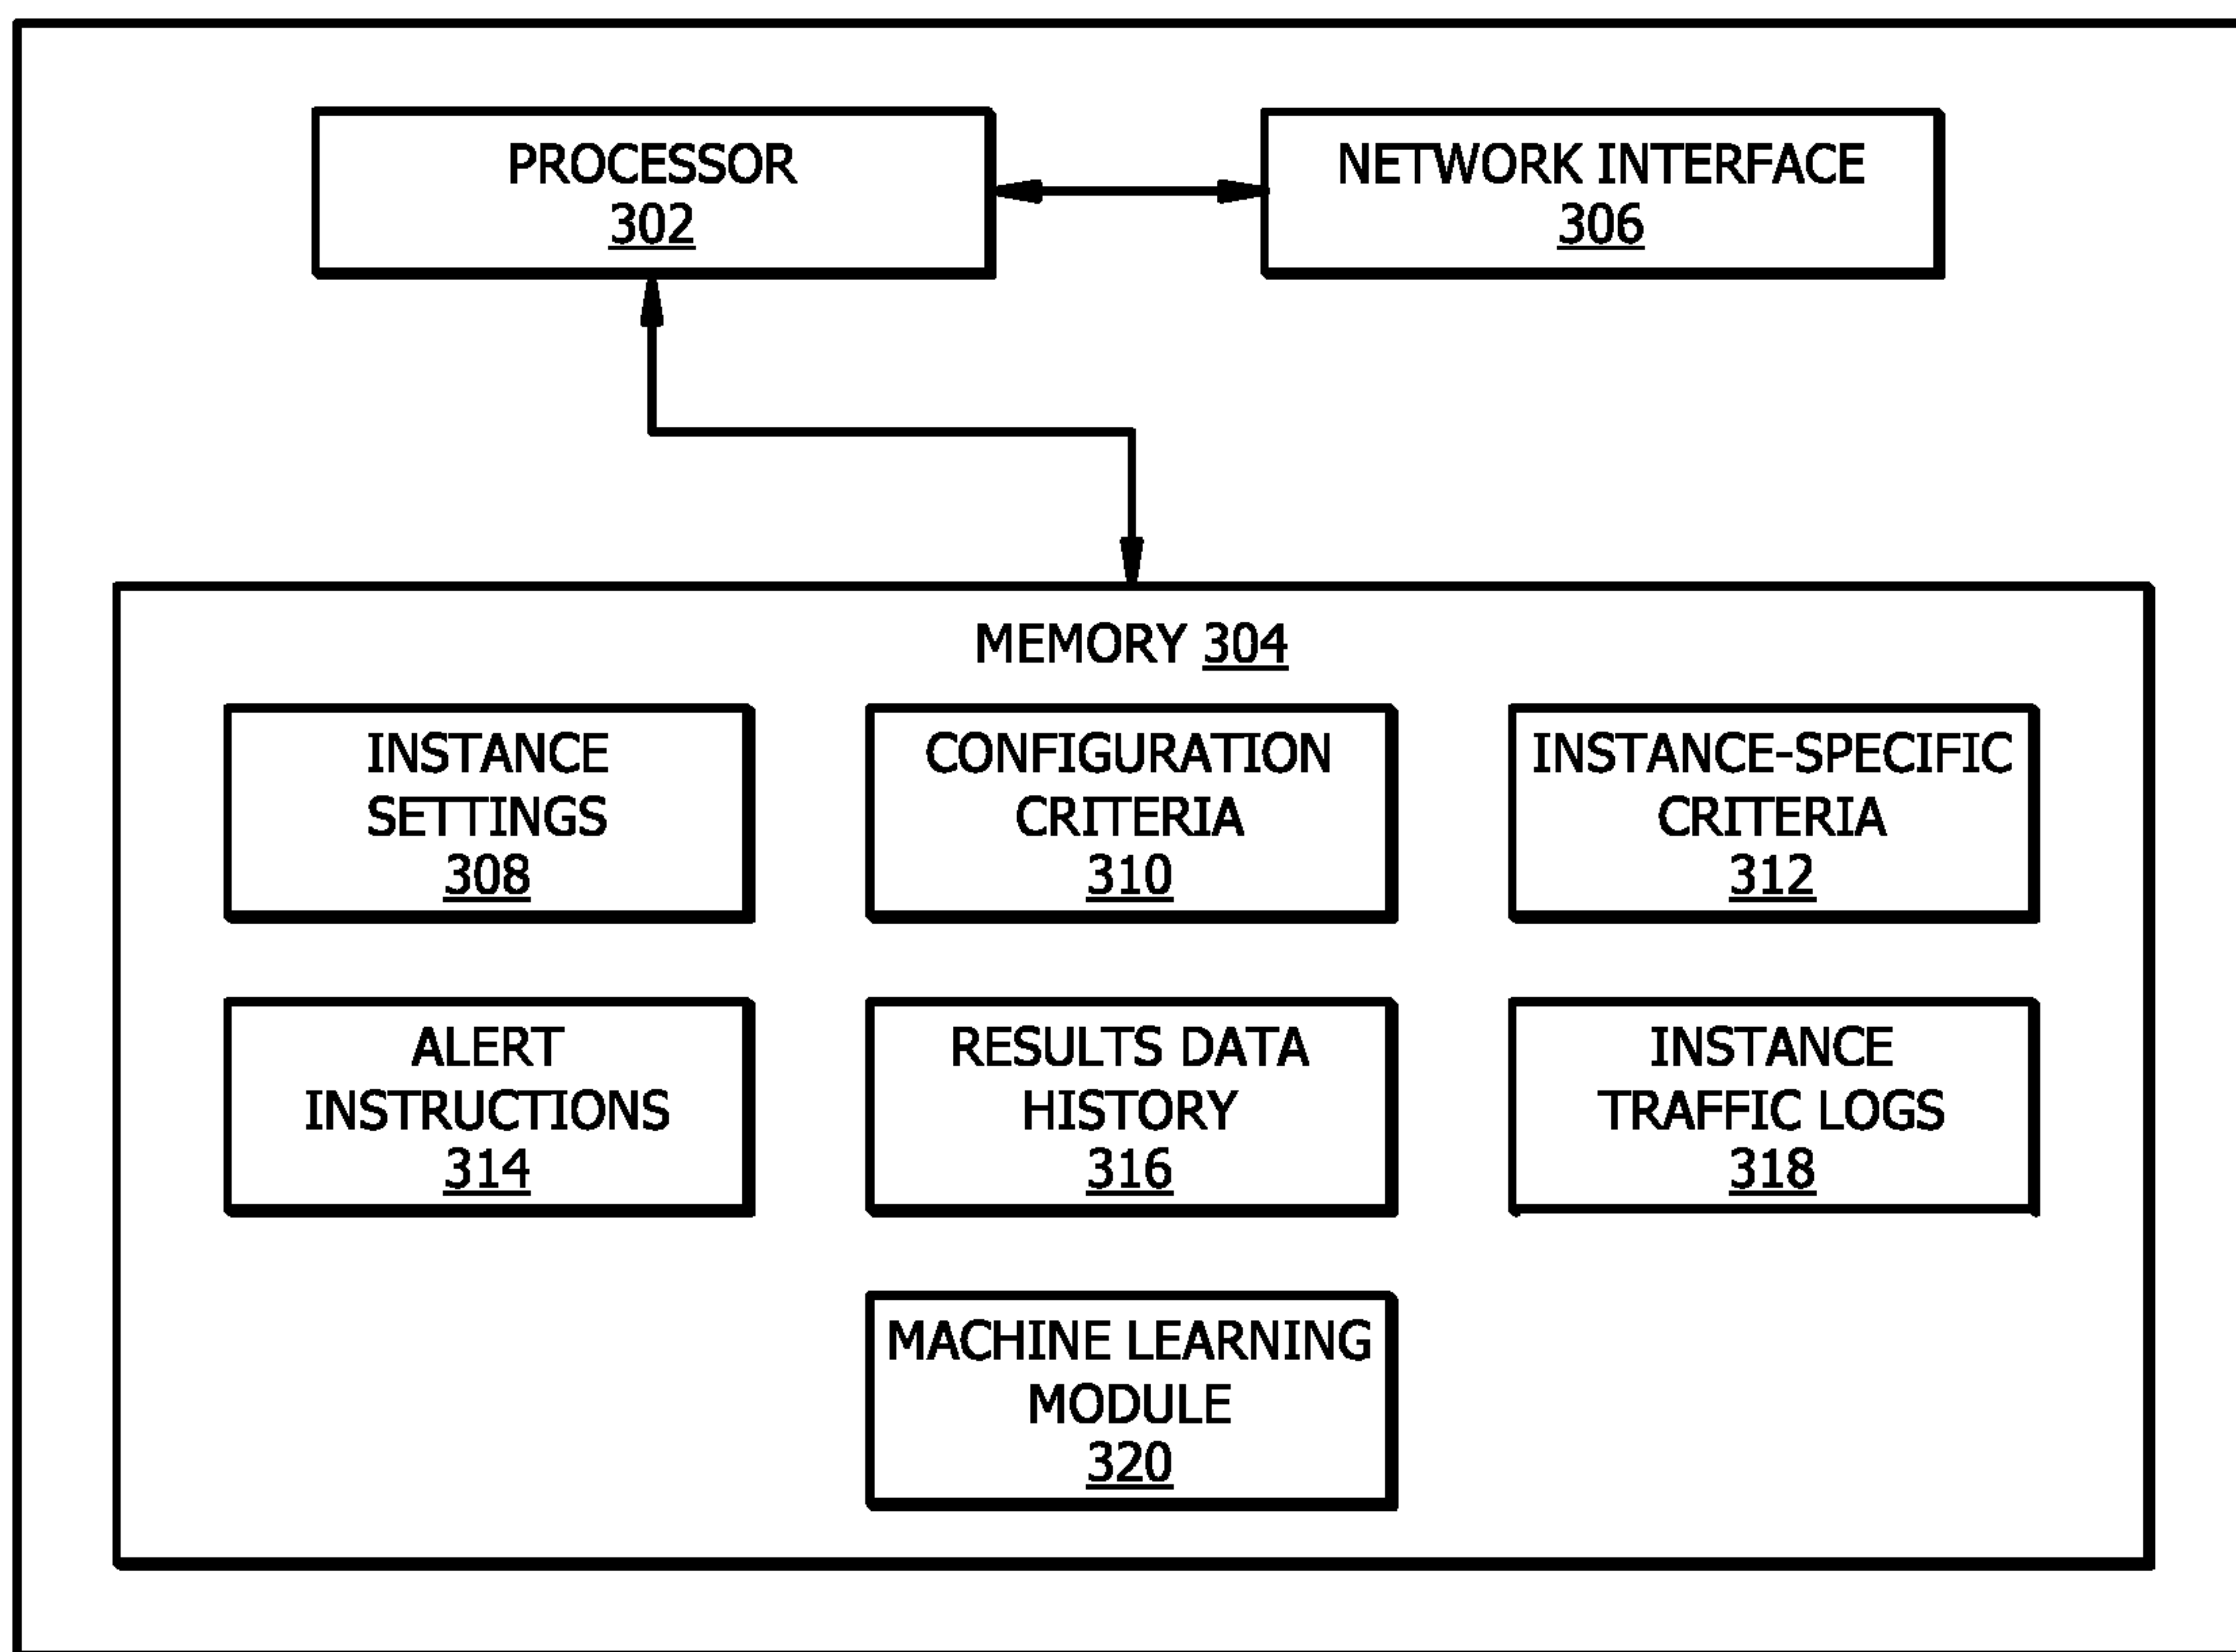 PROCESSOR
302
NETWORK INTERFACE
306
MEMORY 304
INSTANCE
SETTINGS
308
CONFIGURATION
CRITERIA
310
INSTANCE-SPECIFIC
CRITERIA
312
ALERT
INSTRUCTIONS
314
RESULTS DATA
HISTORY
316
INSTANCE
TRAFFIC LOGS
318
MACHINE LEARNING
MODULE
320